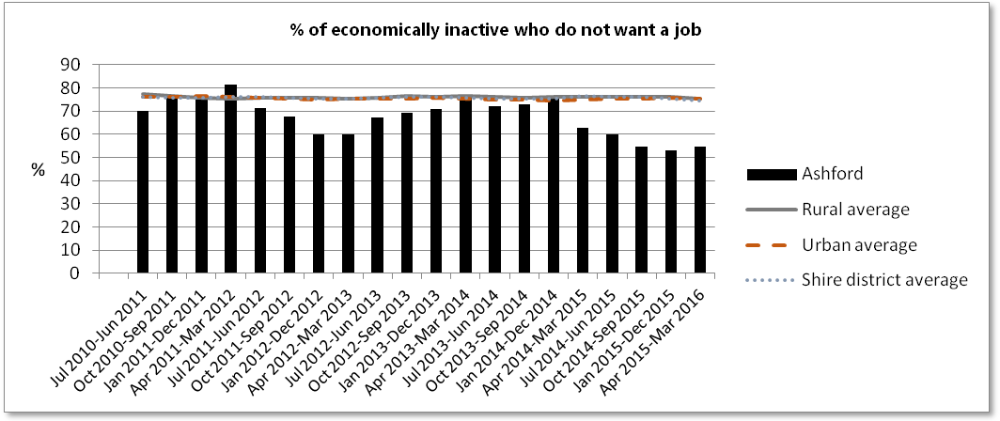 % of economically inactive who do not want a job
90
80
70
60
50
40
30
20
10
0
%
Jul 2010-Jun 2011
Oct 2010-Sep 2011
Jan 2011-Dec 2011
Apr 2011-Mar 2012
Jul 2011-Jun 2012
Oct 2011-Sep 2012
Jan 2012-Dec 2012
Apr 2012-Mar 2013
Jul 2012-Jun 2013
Oct 2012-Sep 2013
Jan 2013-Dec 2013
Apr 2013-Mar 2014
Jul 2013-Jun 2014
Oct 2013-Sep 2014
Jan 2014-Dec 2014
Apr 2014-Mar 2015
Jul 2014-Jun 2015
Oct 2014-Sep 2015
Jan 2015-Dec 2015
Apr 2015-Mar 2016
Ashford
Rural average
Urban average
Shire district average